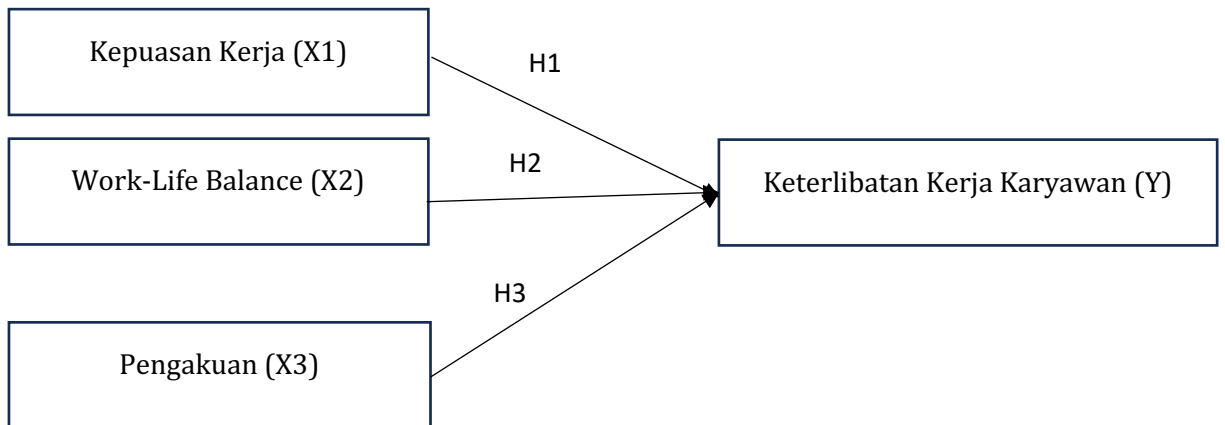 Kepuasan Kerja (X1)
H1
Work-Life Balance (X2)
H2
Keterlibatan Kerja Karyawan (Y)
H3
Pengakuan (X3)